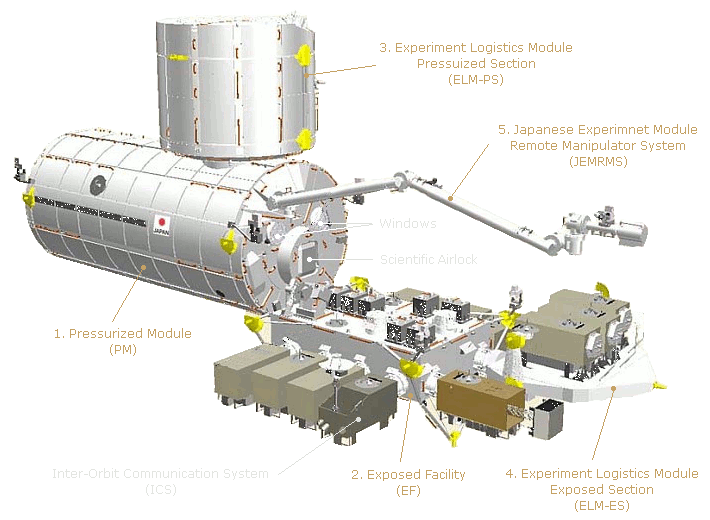 3. Experiment Logistics Module
Pressuized Section
(ELM-PS)
5. Japanese Experimnet Module
Remote Manipulator System
(JEMRMS)
JAPAN
Windows
Scientific Airlock
1. Pressurized Module
(PM)
Inter-Orbit Communication System
(ICS)
2. Exposed Facility
(EF)
4. Experiment Logistics Module
Exposed Section
(ELM-ES)